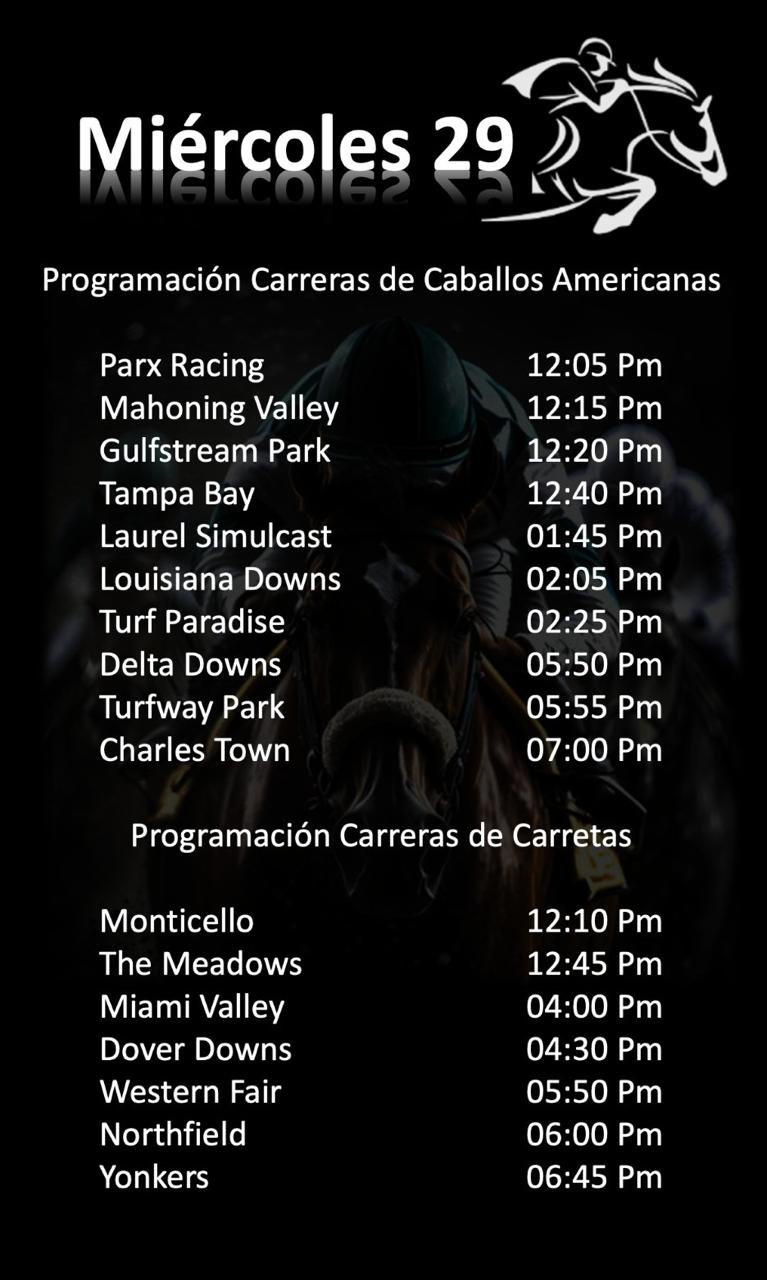 Miércoles 29
Programación Carreras de Caballos Americanas
Parx Racing 12:05 Pm
Mahoning Valley 12:15 Pm
Gulfstream Park 12:20 Pm
Tampa Bay 12:40 Pm
Laurel Simulcast 01:45 Pm
Louisiana Downs 02:05 Pm
Turf Paradise 02:25 Pm
Delta Downs 05:50 Pm
Turfway Park 05:55 Pm
Charles Town 07:00 Pm
Programación Carreras de Carretas
Monticello 12:10 Pm
The Meadows 12:45 Pm
Miami Valley 04:00 Pm
Dover Downs 04:30 Pm
Western Fair 05:50 Pm
Northfield 06:00 Pm
Yonkers 06:45 Pm